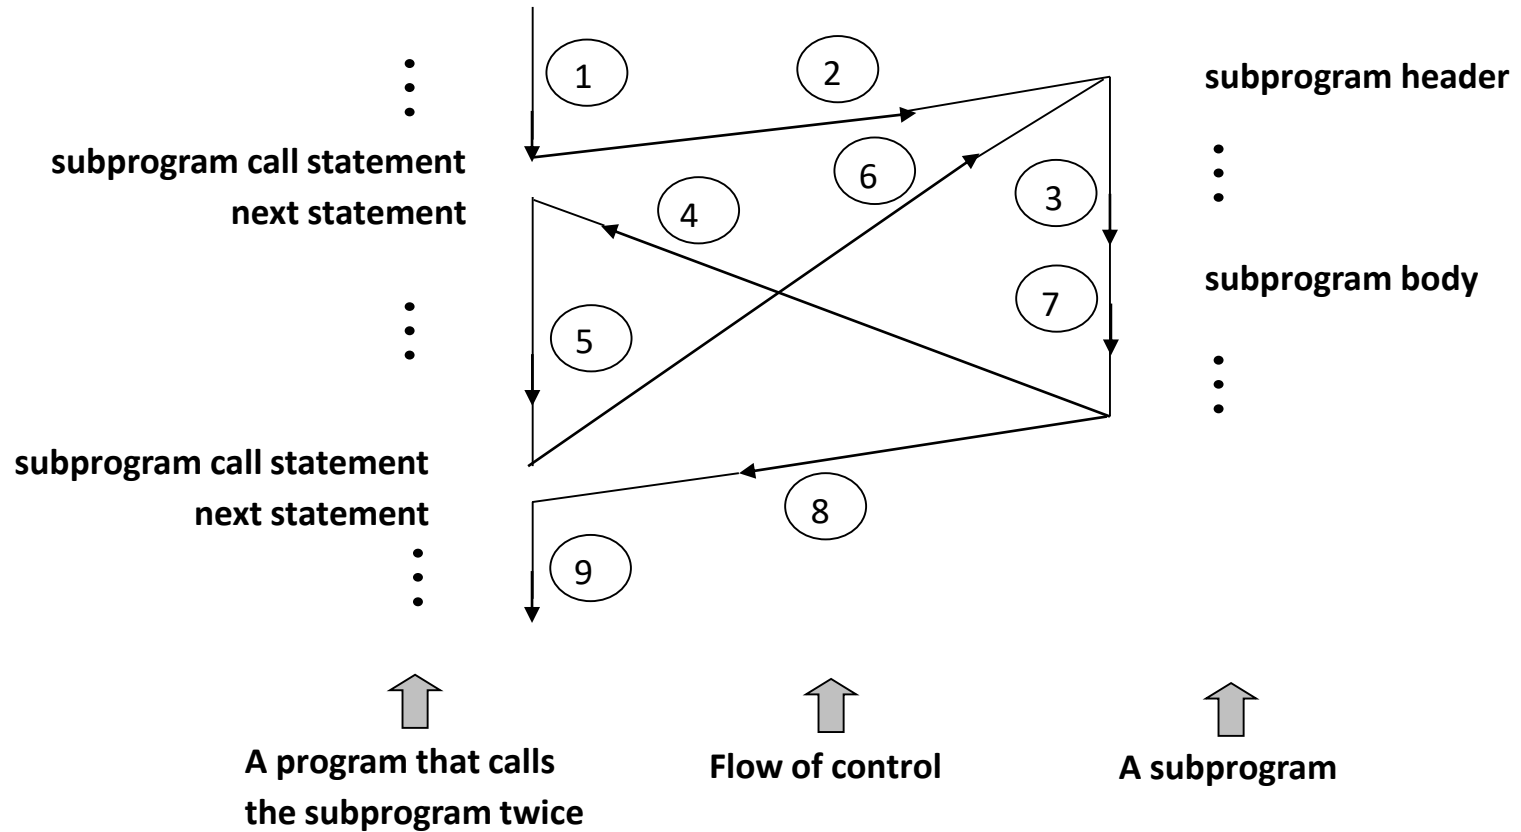 1
2
subprogram header
subprogram call statement
6
3
next statement
4
subprogram body
7
5
subprogram call statement
next statement
8
9
A program that calls
the subprogram twice
Flow of control
A subprogram